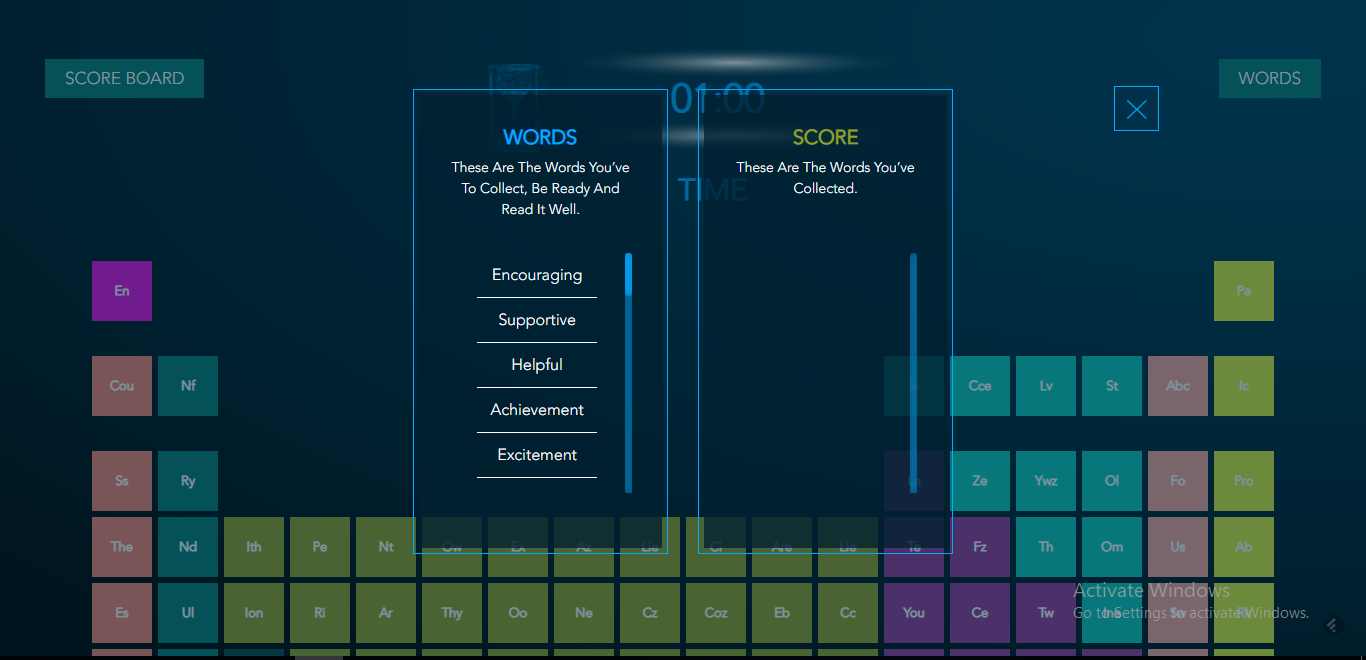 SCORE BOARD
01:00
WORDS
WORDS
These Are The Words You've
To Collect, Be Ready And
Read It Well.
SCORE
These Are The Words You've
Collected.
TIME
Encouraging
Supportive
Helpful
Achievement
Excitement
En
Pa
Cou
Nf
Cce
Lv
St
Abc
Ic
Ss
Ry
Ze
Ywz
Ol
Fo
Pro
The
Nd
Ith
Pe
Nt
Ow
Ex
Az
Lie
Ci
Are
Lle
Te
Fz
Th
Om
Us
Ab
Es
Ul
Ion
Ri
Ar
Thy
Oo
Ne
Cz
Coz
Eb
Cc
You
Ce
Tw
Activate Windows
Go to Settings to activate Windows.